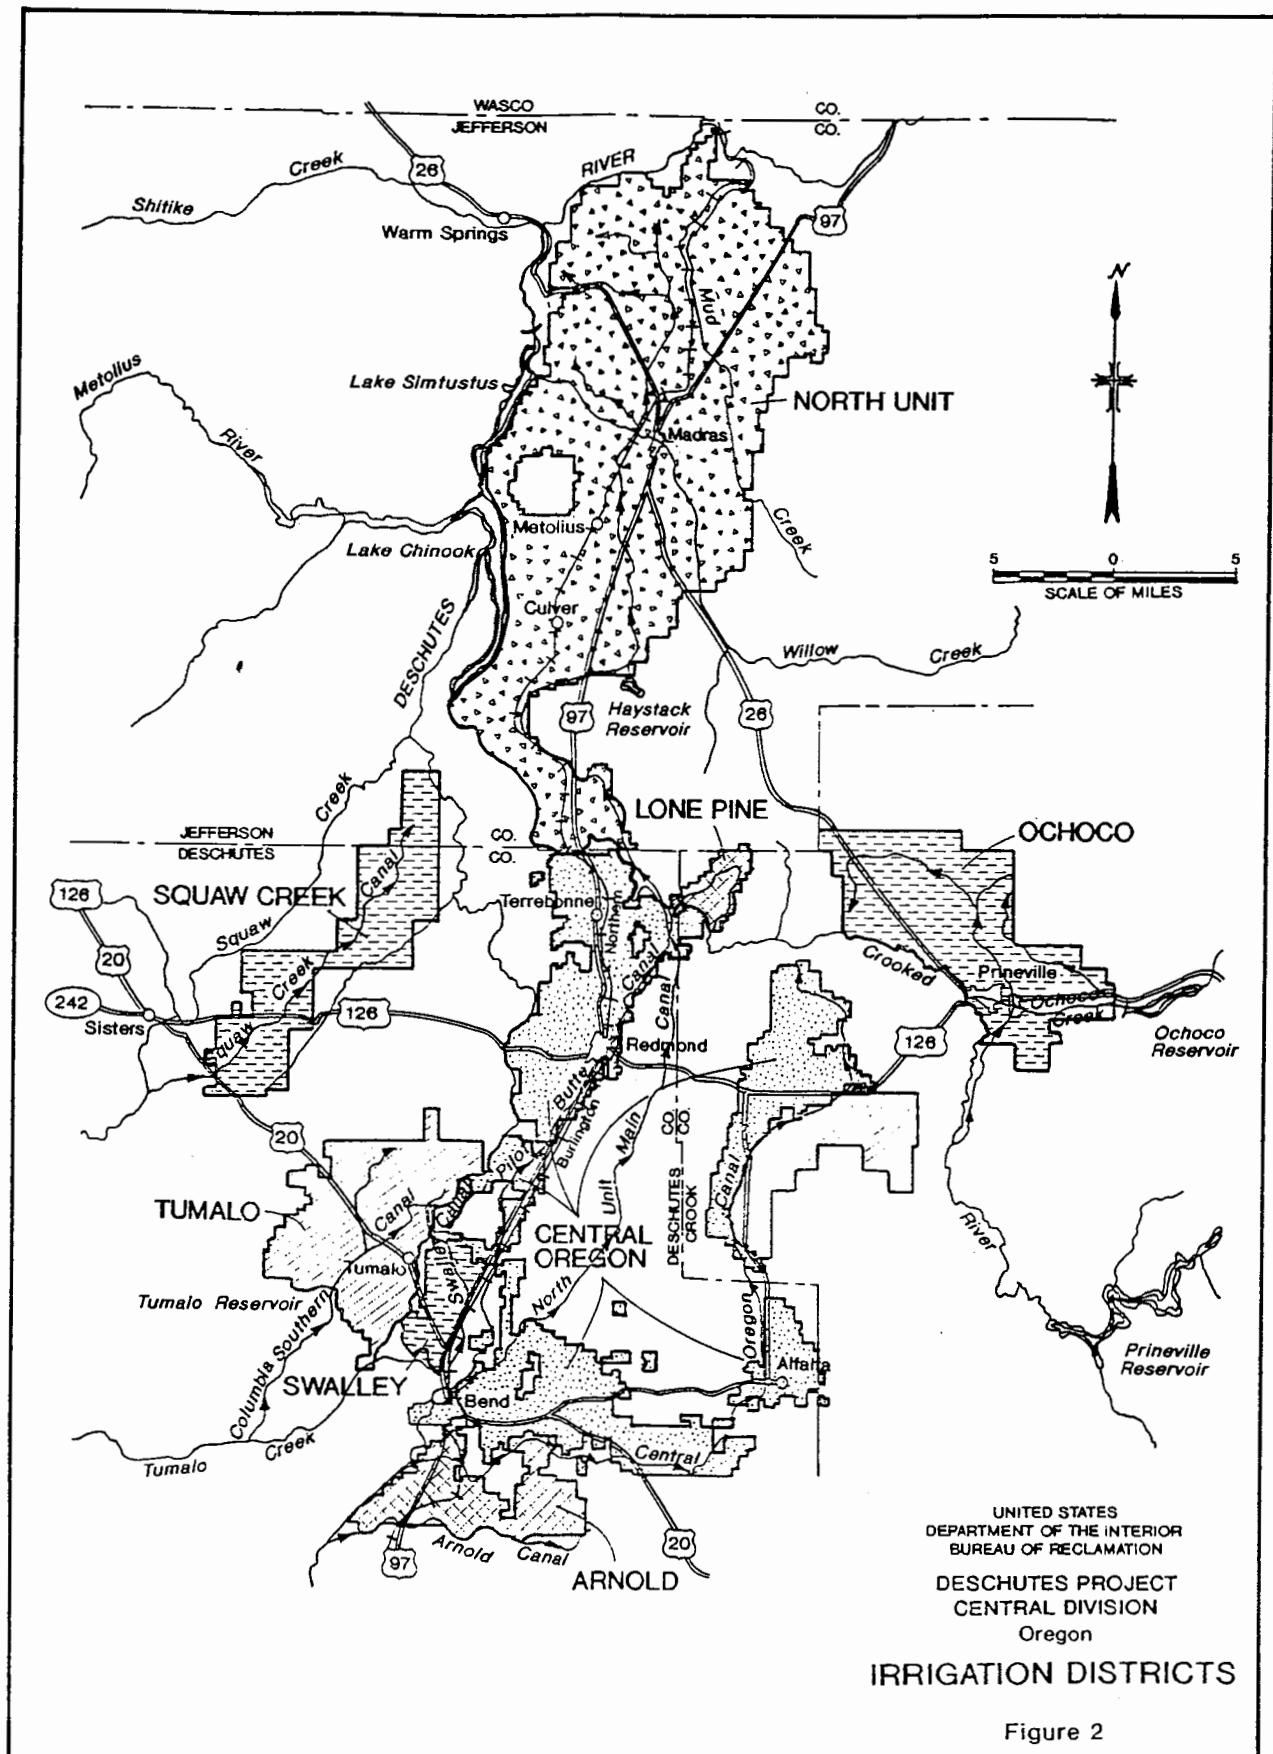 WASCO CO.
JEFFERSON CO.
26
Creek
RIVER
Shitike
97
Warm Springs
N
Mud
Metolius
Lake Simtustus
NORTH UNIT
River
Madras
Metolius
Creek
Lake Chinook
5 0 5
SCALE OF MILES
Culver
DESCHUTES
Willow Creek
97
Haystack
Reservoir
26
Creek
LONE PINE
OCHOCO
JEFFERSON CO.
DESCHUTES CO.
126
SQUAW CREEK
Canal
Terrebonne
Northern
Squaw
20
Creek
Canal
Canal
Crooked
Prineville
242
Sisters
126
Ochoco
Creek
Squaw
Redmond
126
Ochoco
Reservoir
Butte
Burlington
Main
CO.
CO.
20
Pilot
Canal
Unit
DESCHUTES
CROOK
Canal
TUMALO
Canal
CENTRAL
OREGON
River
Tumalo
Swalley
Tumalo Reservoir
North
Oregon
Columbia Southern
Prineville
Reservoir
Alfalfa
SWALLEY
Bend
Creek
Central
Tumalo
UNITED STATES
DEPARTMENT OF THE INTERIOR
BUREAU OF RECLAMATION
Arnold Canal
20
97
ARNOLD
DESCHUTES PROJECT
CENTRAL DIVISION
Oregon
IRRIGATION DISTRICTS
Figure 2